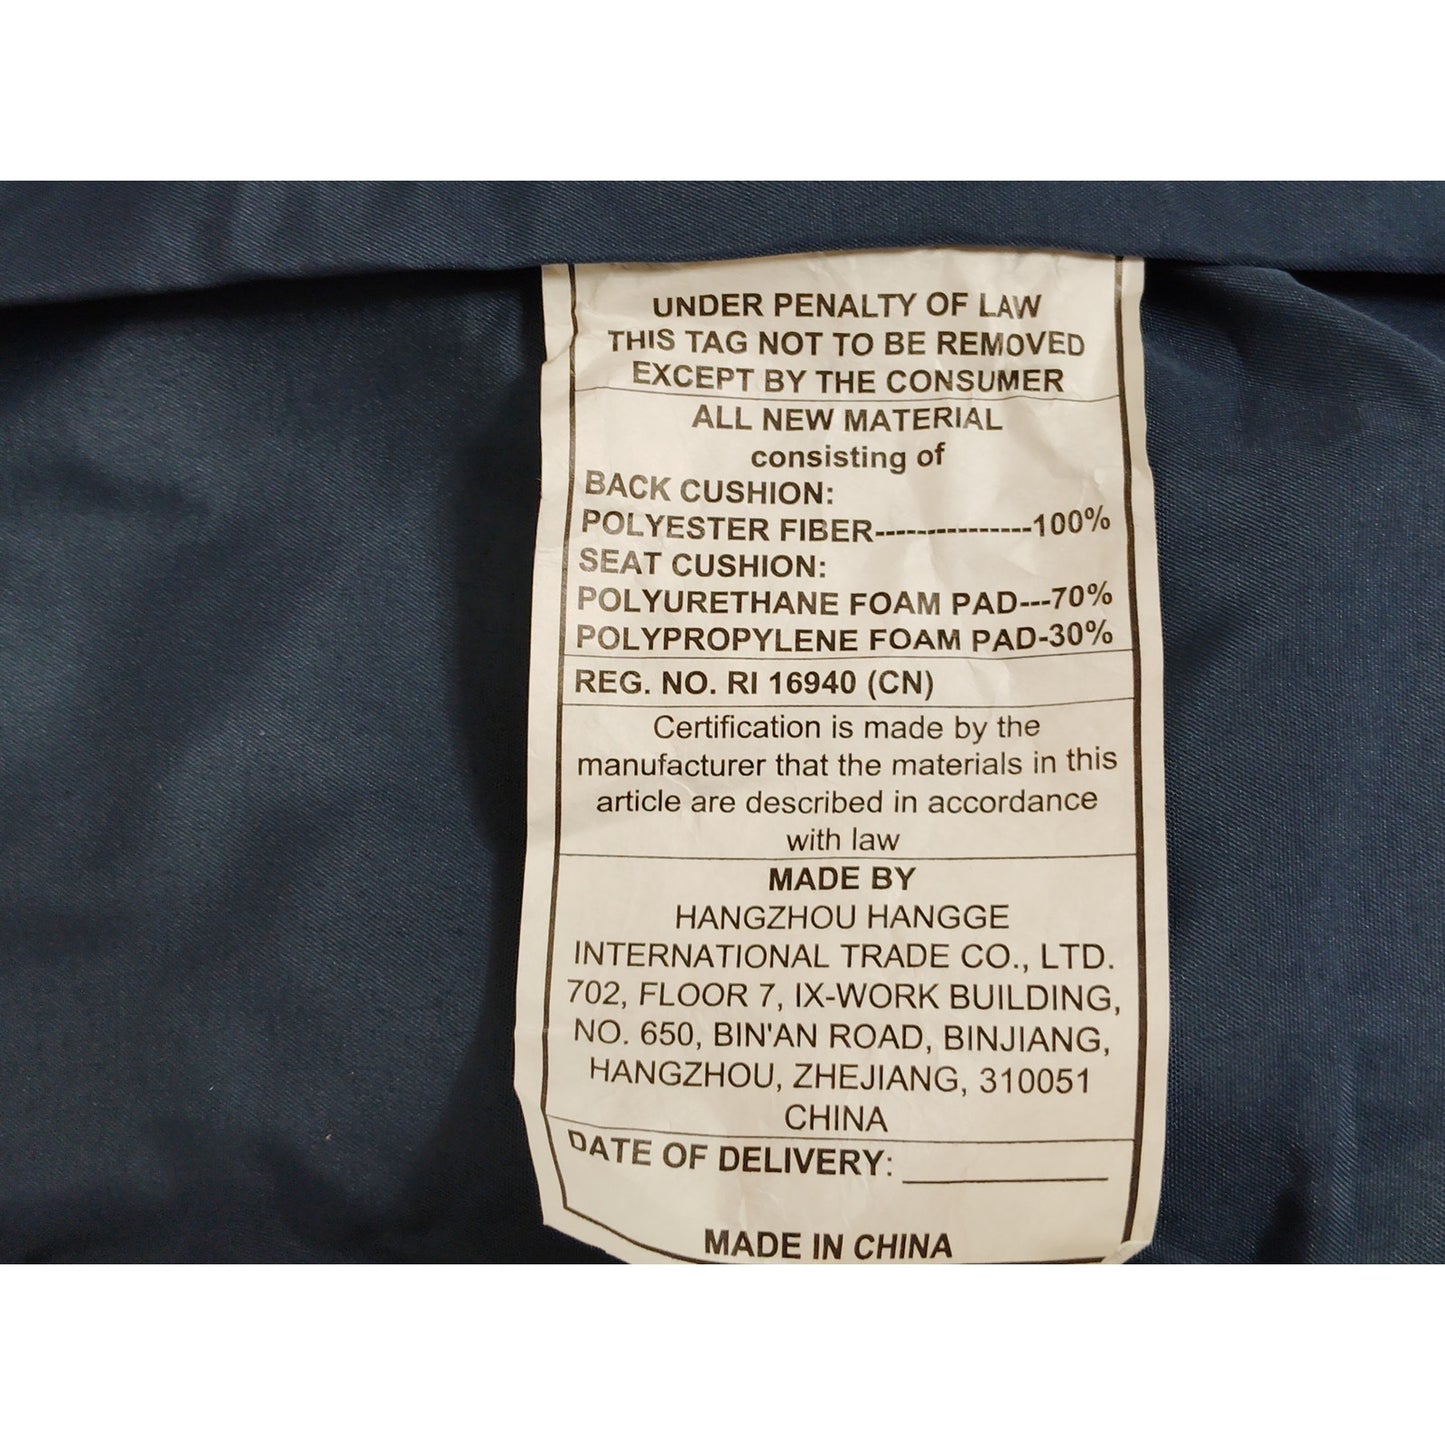 UNDER PENALTY OF LAW
THIS TAG NOT TO BE REMOVED
EXCEPT BY THE CONSUMER
ALL NEW MATERIAL
consisting of
BACK CUSHION:
POLYESTER FIBER----------------100%
SEAT CUSHION:
POLYURETHANE FOAM PAD---70%
POLYPROPYLENE FOAM PAD-30%
REG. NO. RI 16940 (CN)
Certification is made by the
manufacturer that the materials in this
article are described in accordance
with law
MADE BY
HANGZHOU HANGGE
INTERNATIONAL TRADE CO., LTD.
702, FLOOR 7, IX-WORK BUILDING,
NO. 650, BIN'AN ROAD, BINJIANG,
HANGZHOU, ZHEJIANG, 310051
CHINA
DATE OF DELIVERY: ___________
MADE IN CHINA